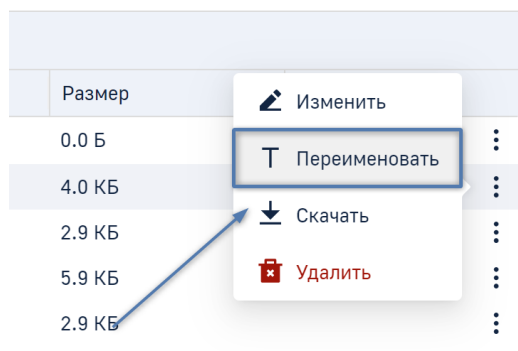 Размер
0.0 Б
4.0 КБ
2.9 КБ
5.9 КБ
2.9 КБ
Изменить
Переименовать
Скачать
Удалить